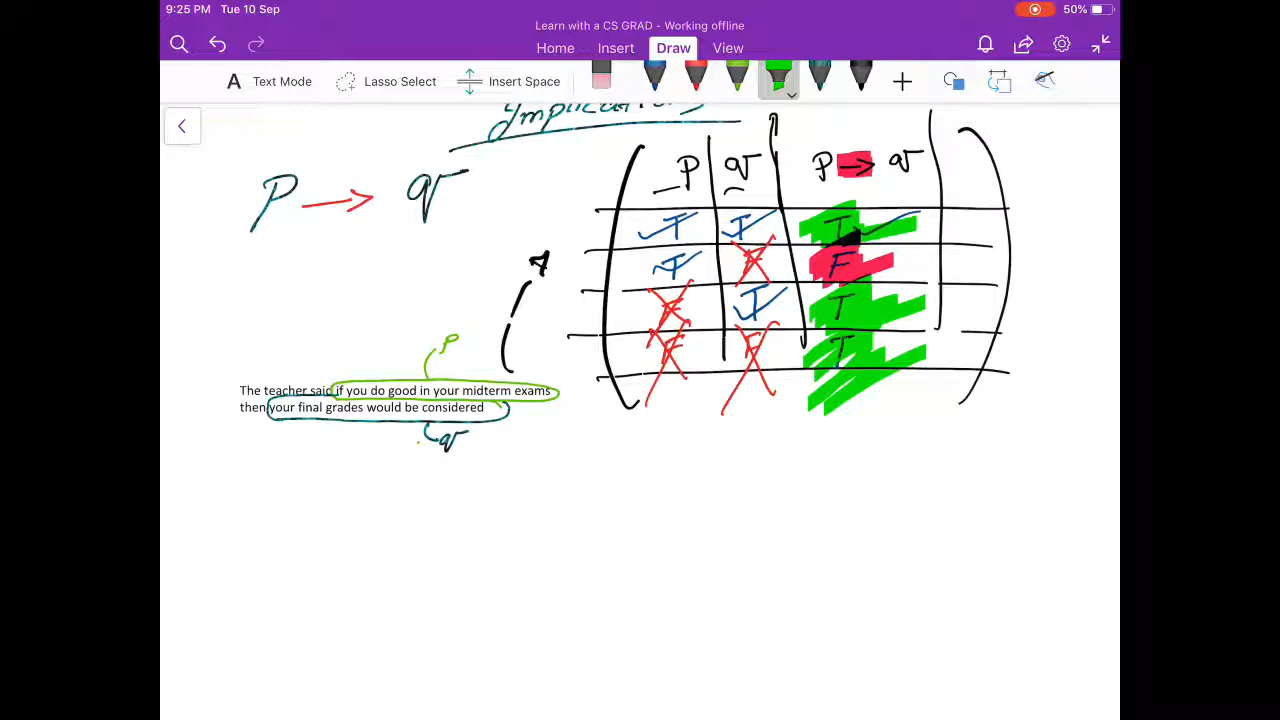 9:25 PM Tue 10 Sep
50%
Learn with a CS GRAD - Working offline
Home Insert Draw View
A Text Mode Lasso Select Insert Space
Implications
P → q
P q P → q
T T T
T F F
F T T
F F T
P
The teacher said if you do good in your midterm exams
then your final grades would be considered
q